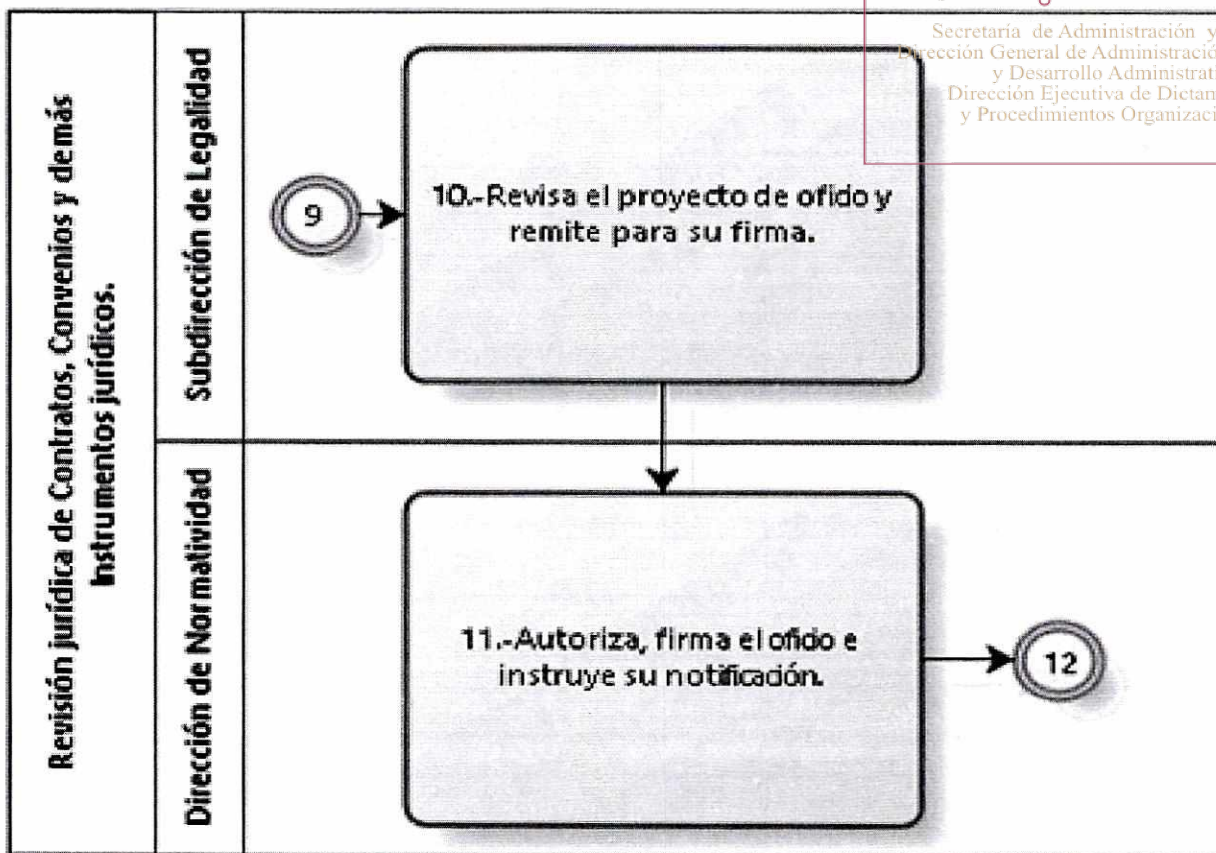 Secretaría de Administración y
Dirección General de Administración
y Desarrollo Administrat
Dirección Ejecutiva de Dictam
y Procedimientos Organizaci
Revisión jurídica de Contratos, Convenios y demás
Instrumentos jurídicos.
Subdirección de Legalidad
9
10.-Revisa el proyecto de oficio y
remite para su firma.
Dirección de Normatividad
11.-Autoriza, firma el oficio e
instruye su notificación.
12